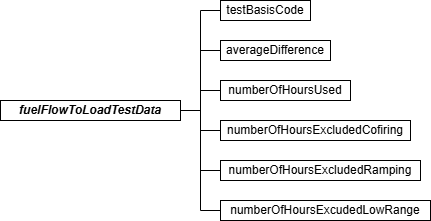 testBasisCode
averageDifference
numberOfHoursUsed
fuelFlowToLoadTestData
numberOfHoursExcludedCofiring
numberOfHoursExcludedRamping
numberOfHoursExcudedLowRange